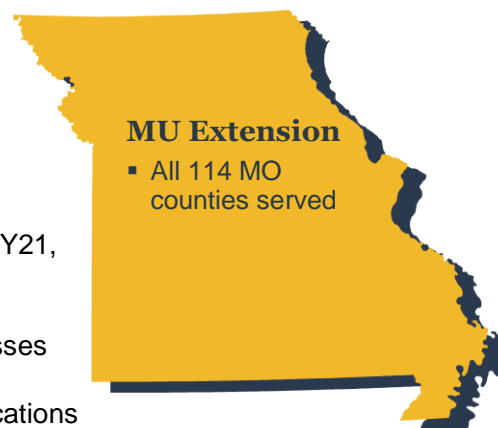 MU Extension
▪ All 114 MO
counties served
Y21,
sses
cations